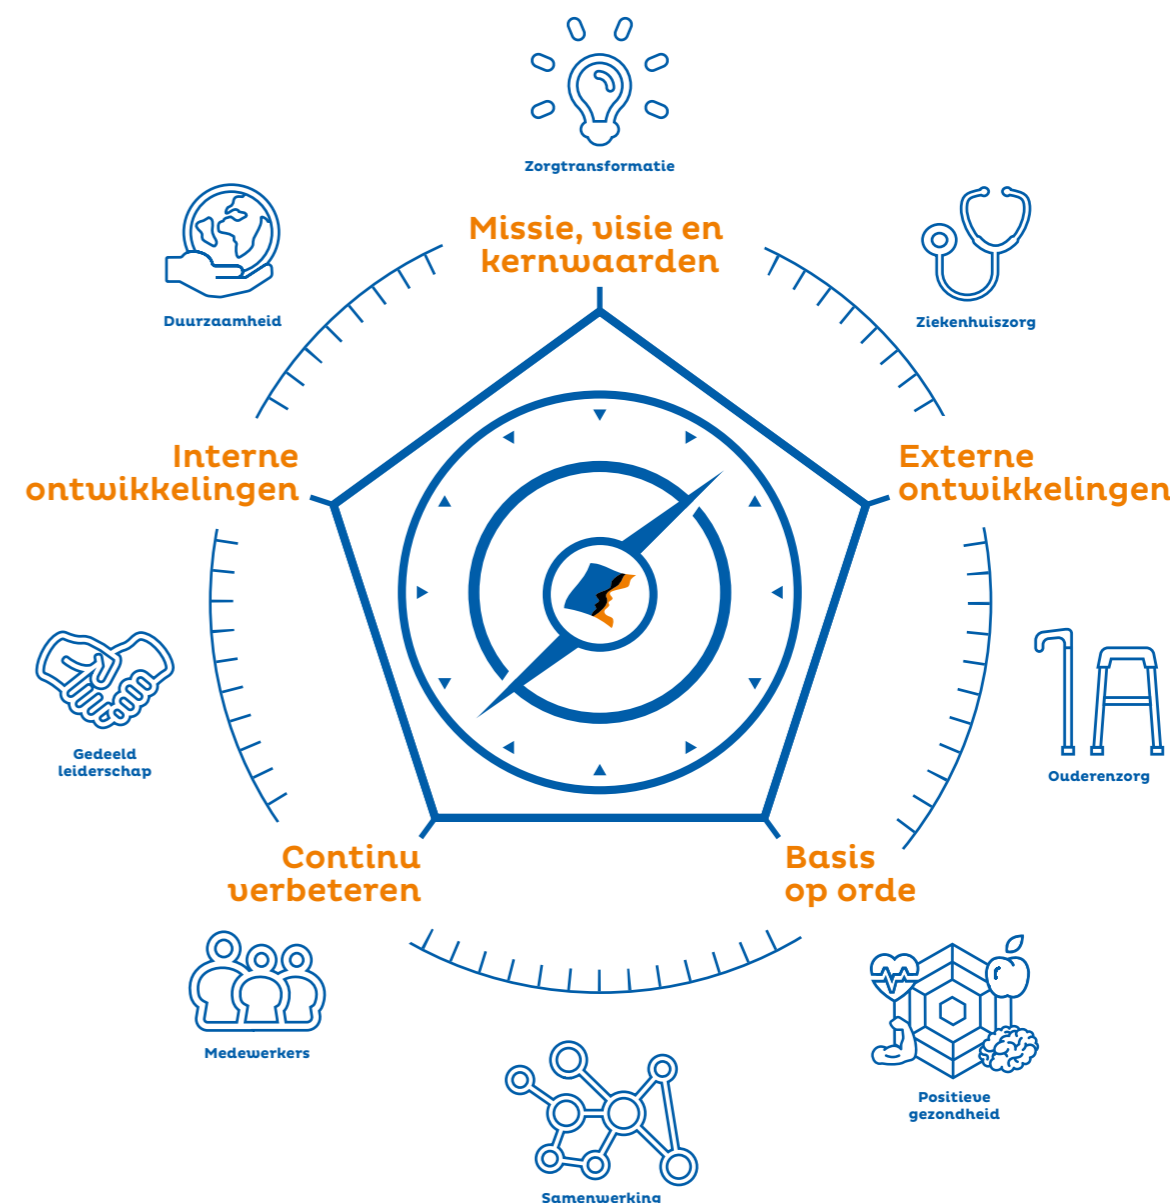 Zorgtransformatie
Missie, visie en
kernwaarden
Duurzaamheid
Ziekenhuiszorg
Interne
ontwikkelingen
Externe
ontwikkelingen
Gedeeld
leiderschap
Ouderenzorg
Continu
verbeteren
Basis
op orde
Medewerkers
Positieve
gezondheid
Samenwerking